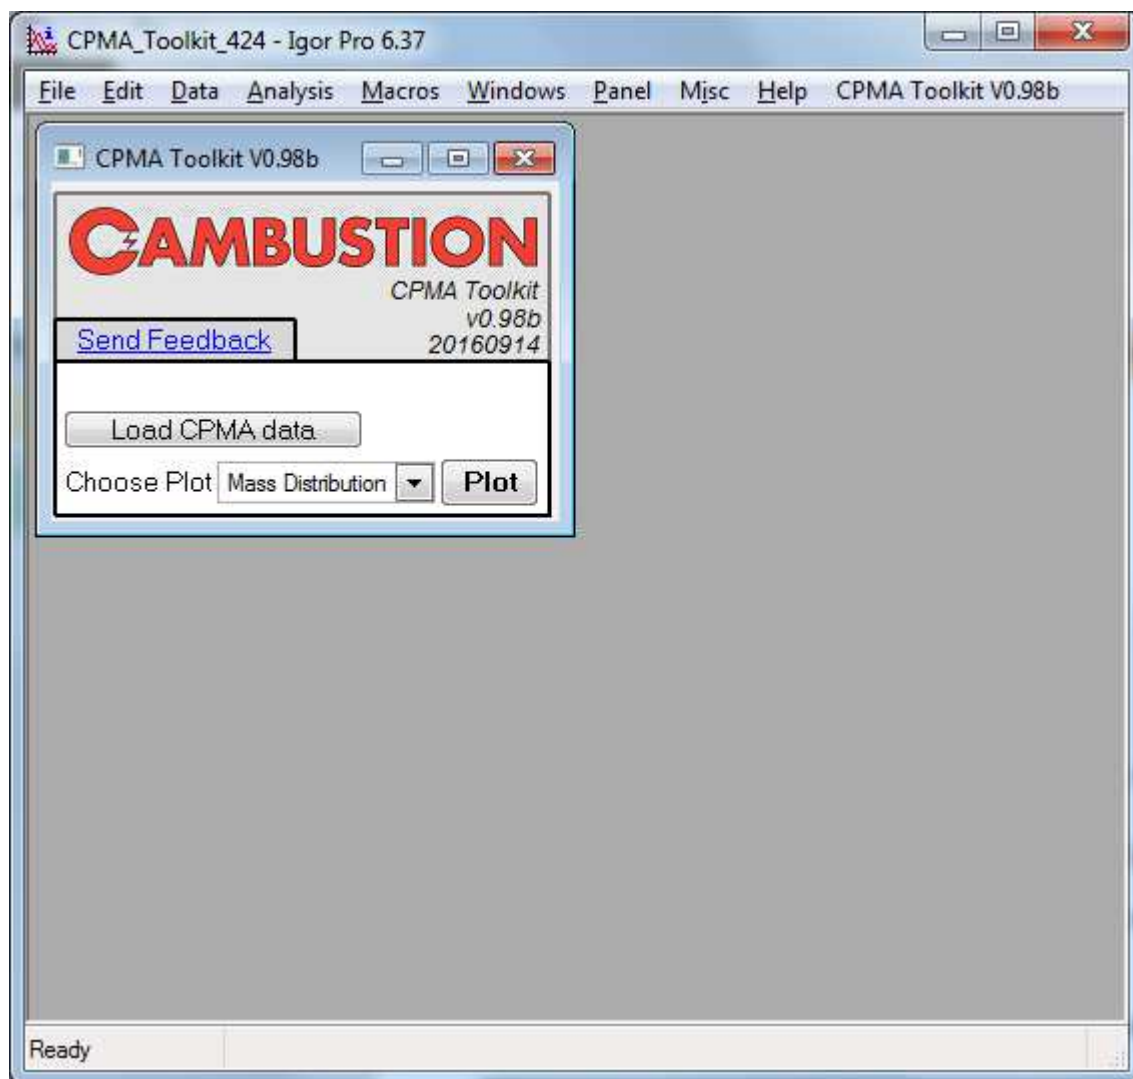 CPMA_Toolkit_424 - Igor Pro 6.37
File Edit Data Analysis Macros Windows Panel Misc Help CPMA Toolkit V0.98b
CPMA Toolkit V0.98b
CAMBUSTION
CPMA Toolkit
v0.98b
Send Feedback 20160914
Load CPMA data
Choose Plot Mass Distribution Plot
Ready